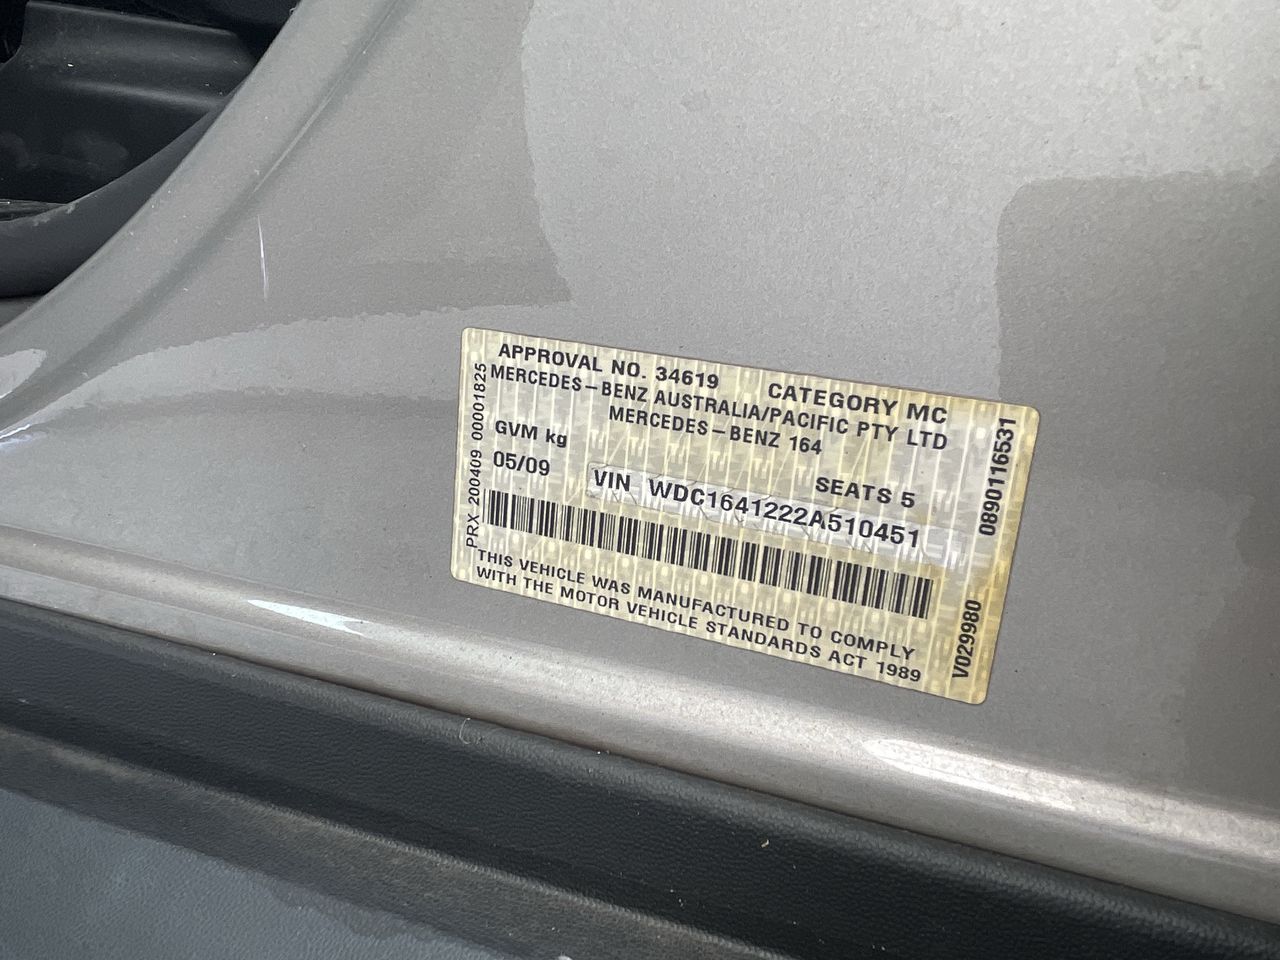 APPROVAL NO. 34619 CATEGORY MC
MERCEDES-BENZ AUSTRALIA/PACIFIC PTY LTD
MERCEDES-BENZ 164
GVM kg
SEATS 5
05/09
VIN WDC1641222A510451
THIS VEHICLE WAS MANUFACTURED TO COMPLY
WITH THE MOTOR VEHICLE STANDARDS ACT 1989
PRX 200409 00001825
0890116531
V029980